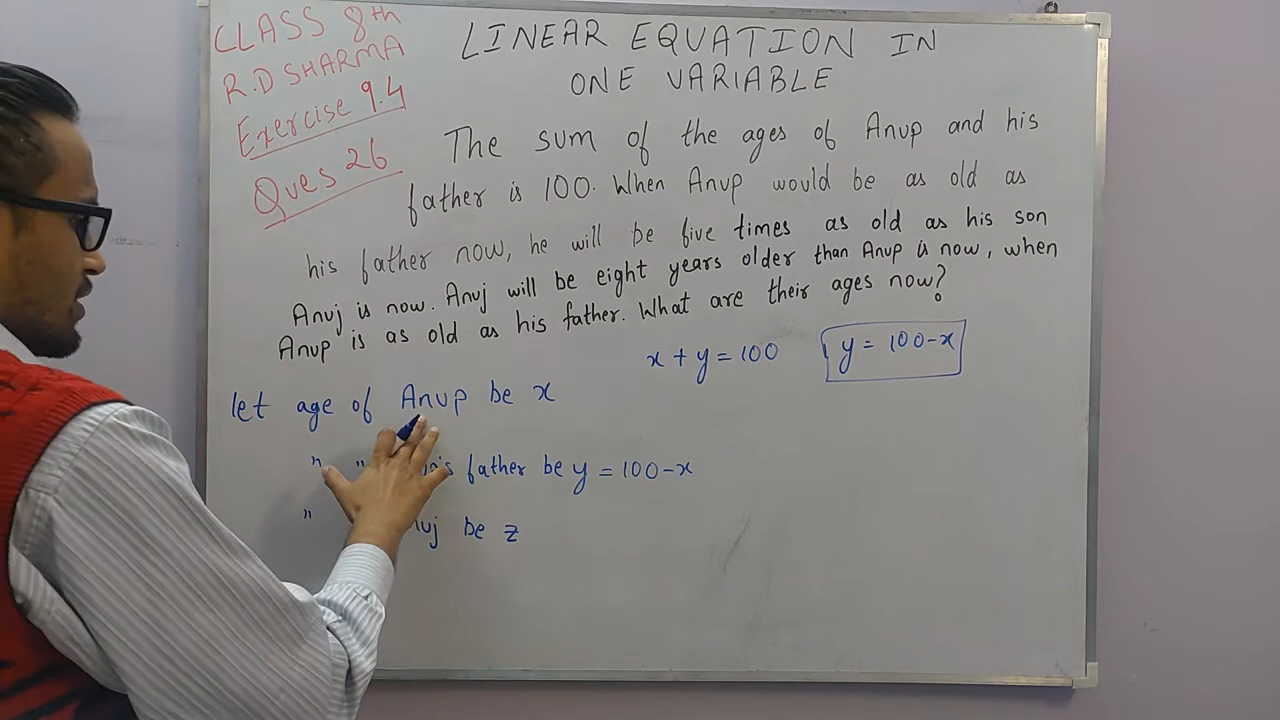 CLASS 8th
R.D SHARMA
Exercise 9.4
Ques 26
LINEAR EQUATION IN
ONE VARIABLE
The sum of the ages of Anup and his
father is 100. When Anup would be as old as
his father now, he will be five times as old as his son
Anuj is now. Anuj will be eight years older than Anup is now, when
Anup is as old as his father. What are their ages now?
x + y = 100
y = 100-x
let age of Anup be x
" " father be y = 100-x
" be z